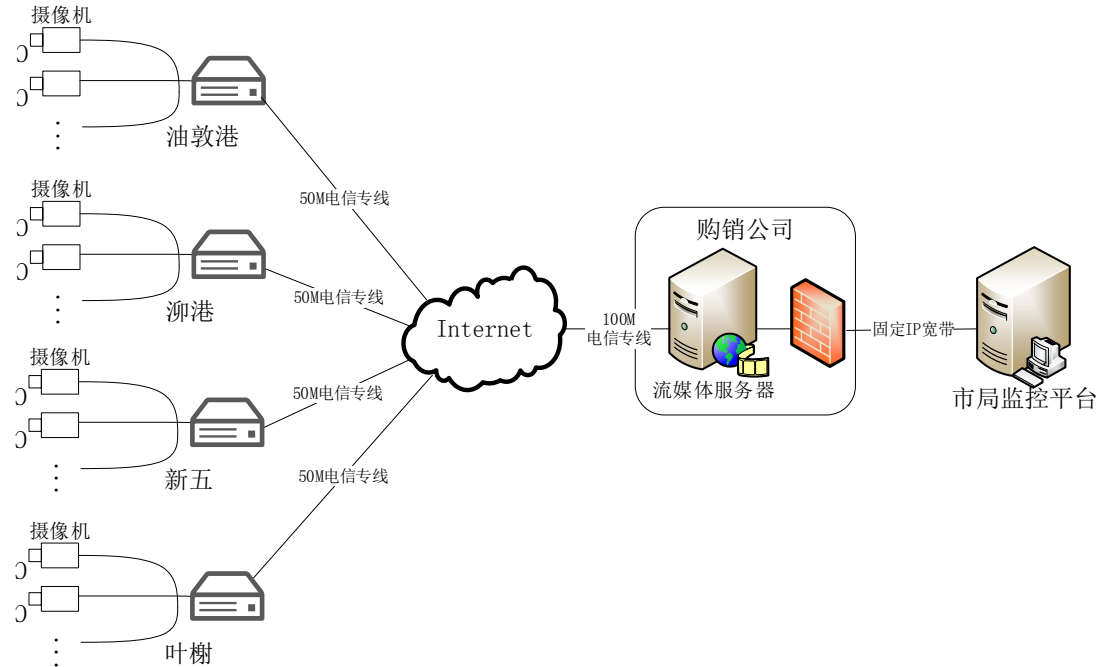 摄像机
油敦港
50M电信专线
摄像机
泖港
50M电信专线
摄像机
新五
50M电信专线
摄像机
叶榭
50M电信专线
Internet
100M
电信专线
购销公司
流媒体服务器
固定IP宽带
市局监控平台